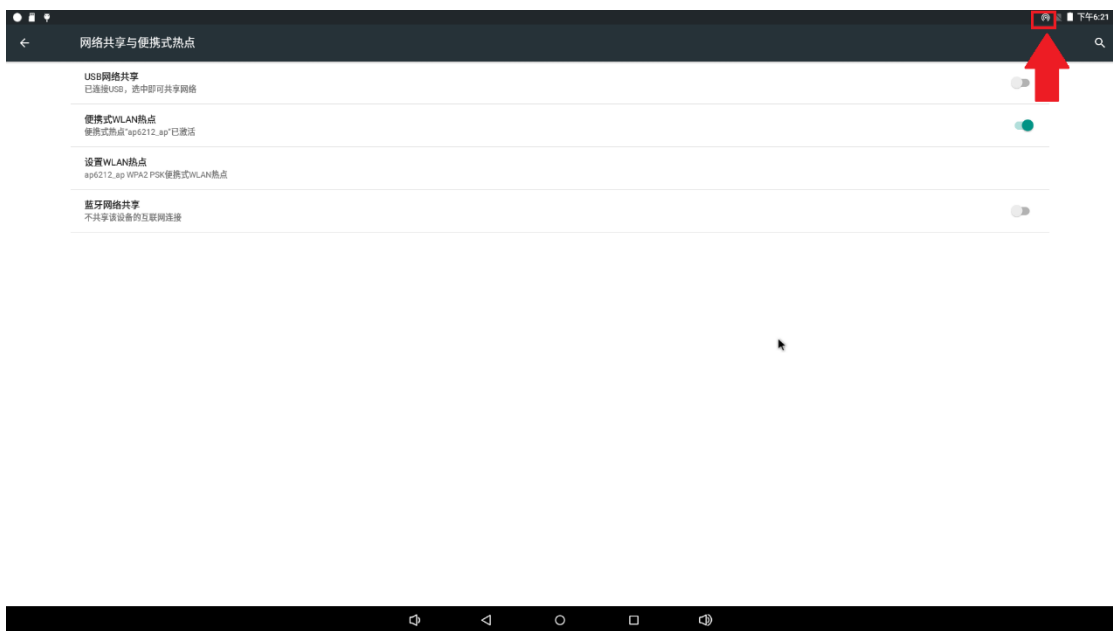 下午6:21
网络共享与便携式热点
USB网络共享
已连接USB，选中即可共享网络
便携式WLAN热点
便携式热点"ap6212_ap"已激活
设置WLAN热点
ap6212_ap WPA2 PSK便携式WLAN热点
蓝牙网络共享
不共享该设备的互联网连接